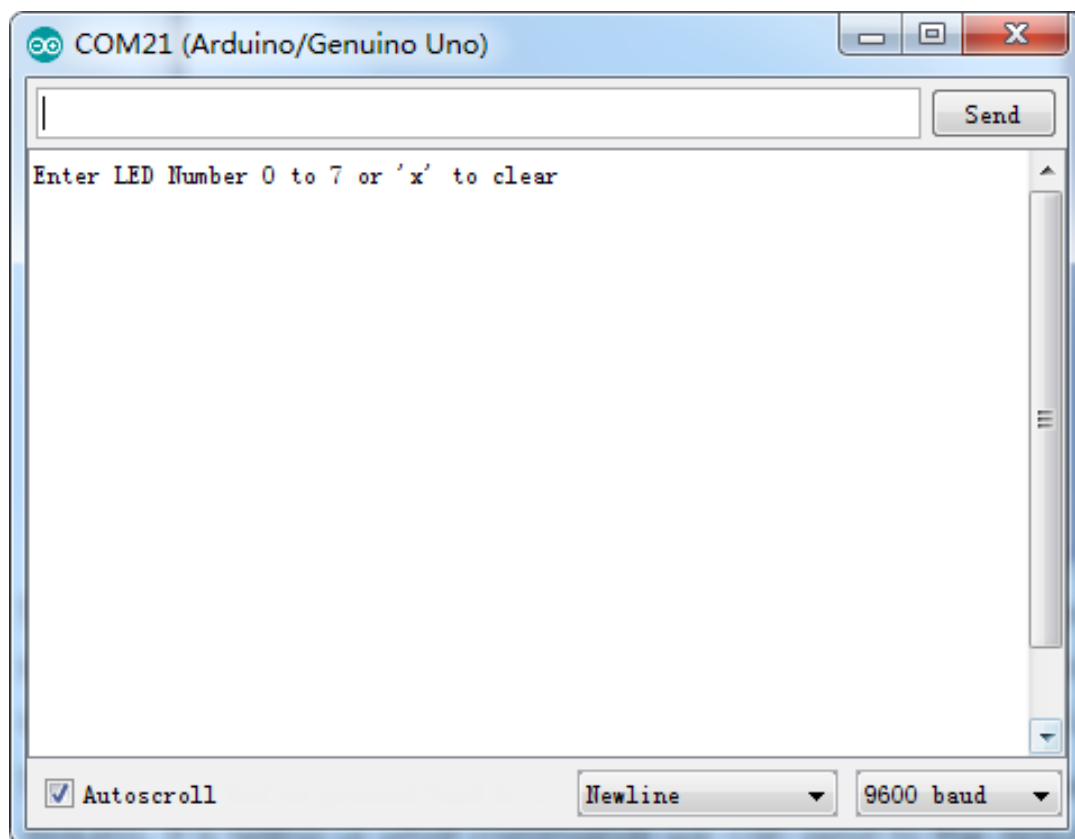 COM21 (Arduino/Genuino Uno)
Send
Enter LED Number 0 to 7 or 'x' to clear
Autoscroll
Newline
9600 baud